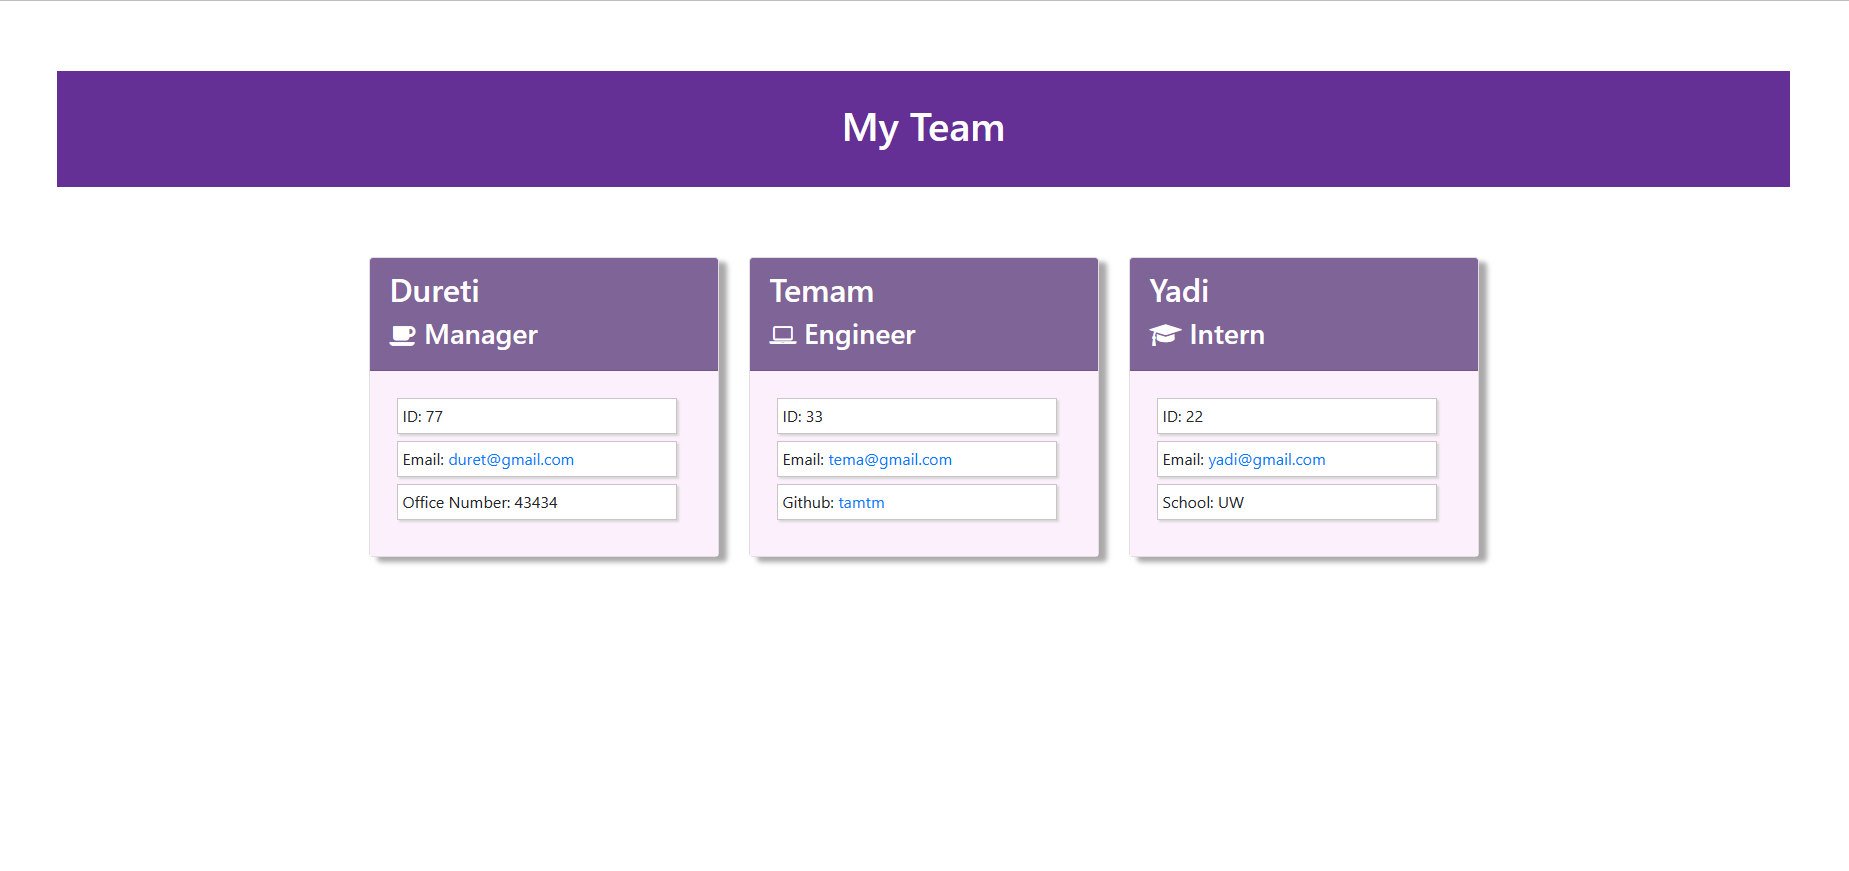 My Team
Dureti
Manager
ID: 77
Email: duret@gmail.com
Office Number: 43434
Temam
Engineer
ID: 33
Email: tema@gmail.com
Github: tamtm
Yadi
Intern
ID: 22
Email: yadi@gmail.com
School: UW